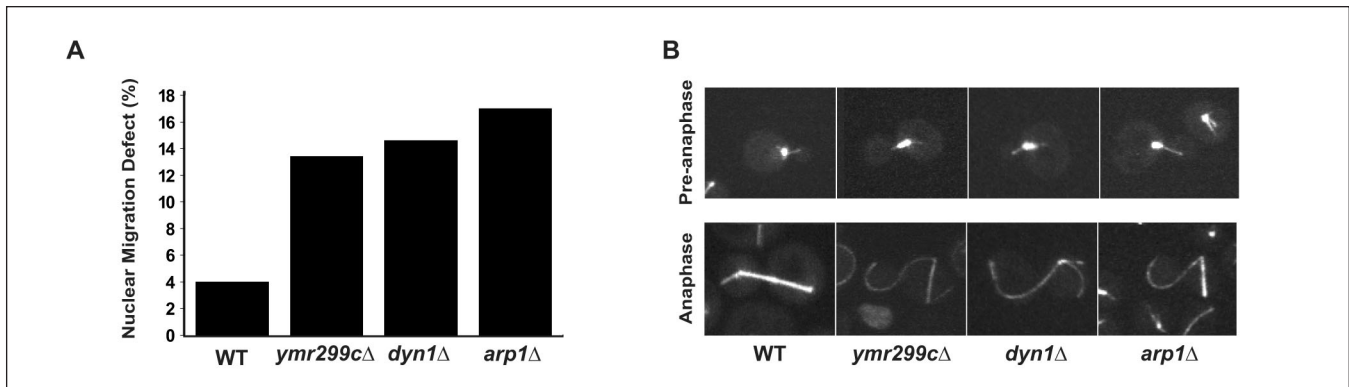 A
Nuclear Migration Defect (%)
18
16
14
12
10
8
6
4
2
0
WT ymr299cΔ dyn1Δ arp1Δ
B
Pre-anaphase
Anaphase
WT ymr299cΔ dyn1Δ arp1Δ